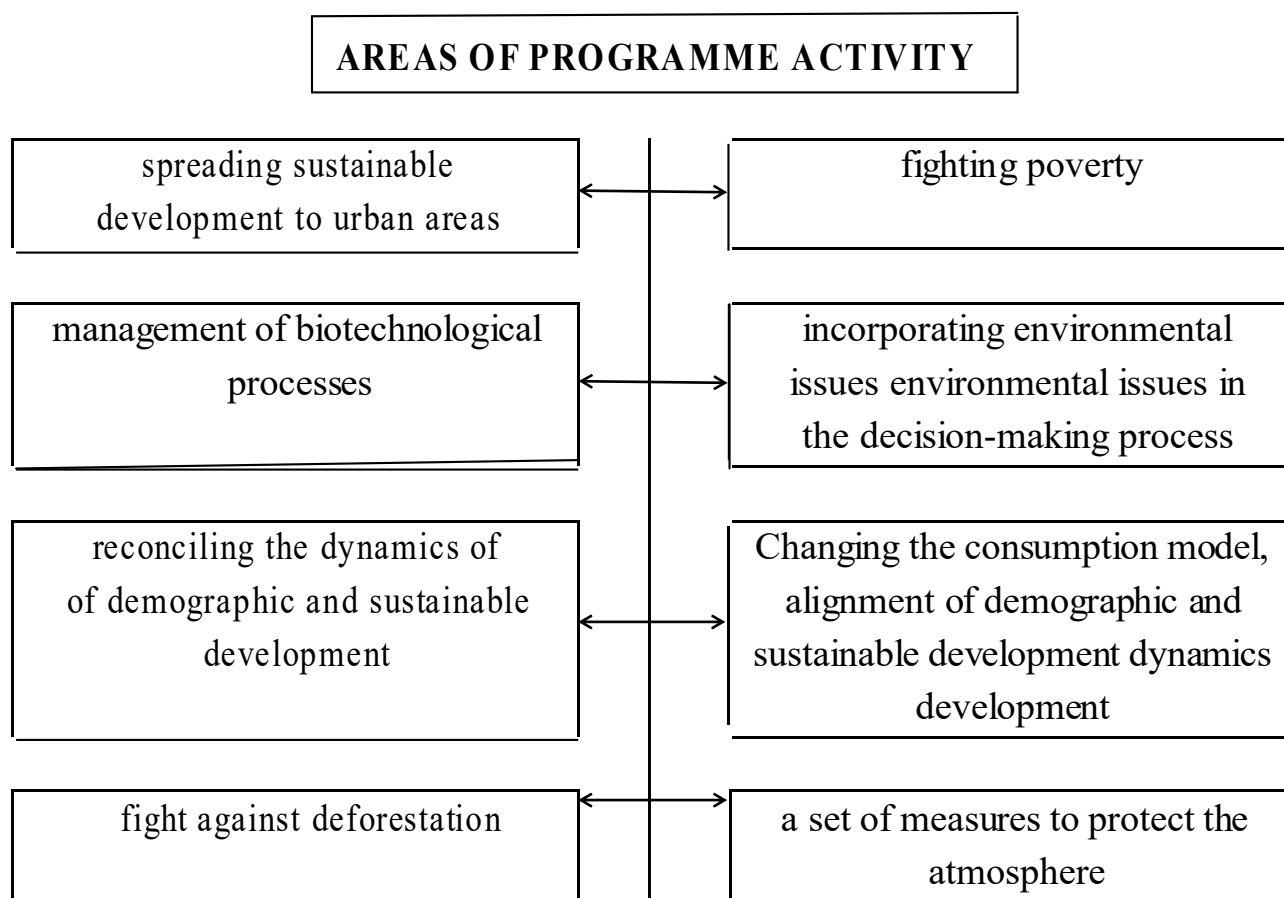 AREAS OF PROGRAMME ACTIVITY
spreading sustainable
development to urban areas
fighting poverty
management of biotechnological
processes
incorporating environmental
issues environmental issues in
the decision-making process
reconciling the dynamics of
of demographic and sustainable
development
Changing the consumption model,
alignment of demographic and
sustainable development dynamics
development
fight against deforestation
a set of measures to protect the
atmosphere